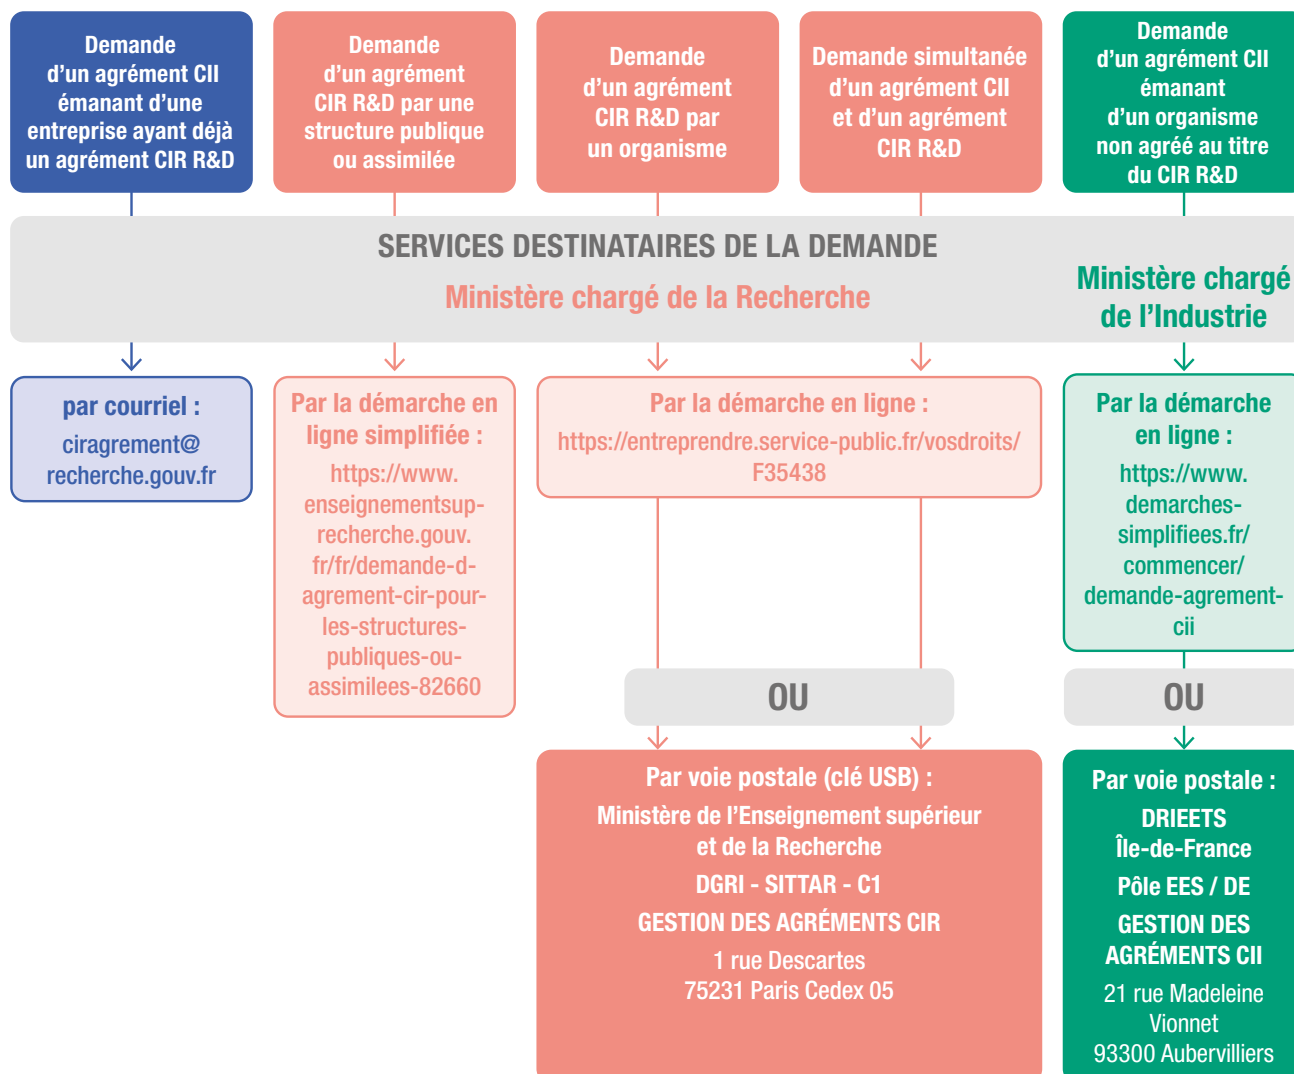 Demande
d'un agrément CII
émanant d'une
entreprise ayant déjà
un agrément CIR R&D
Demande
d'un agrément
CIR R&D par une
structure publique
ou assimilée
Demande
d'un agrément
CIR R&D par
un organisme
Demande simultanée
d'un agrément CII
et d'un agrément
CIR R&D
Demande
d'un agrément CII
émanant
d'un organisme
non agréé au titre
du CIR R&D
SERVICES DESTINATAIRES DE LA DEMANDE
Ministère chargé de la Recherche
Ministère chargé
de l'Industrie
par courriel :
ciragrement@
recherche.gouv.fr
Par la démarche en
ligne simplifiée :
https://www.
enseignementsup-
recherche.gouv.
fr/fr/demande-d-
agrement-cir-pour-
les-structures-
publiques-ou-
assimilees-82660
Par la démarche en ligne :
https://entreprendre.service-public.fr/vosdroits/
F35438
Par la démarche
en ligne :
https://www.
demarches-
simplifiees.fr/
commencer/
demande-agrement-
cii
OU
OU
Par voie postale (clé USB) :
Ministère de l'Enseignement supérieur
et de la Recherche
DGRI - SITTAR - C1
GESTION DES AGRÉMENTS CIR
1 rue Descartes
75231 Paris Cedex 05
Par voie postale :
DRIEETS
Île-de-France
Pôle EES / DE
GESTION DES
AGRÉMENTS CII
21 rue Madeleine
Vionnet
93300 Aubervilliers